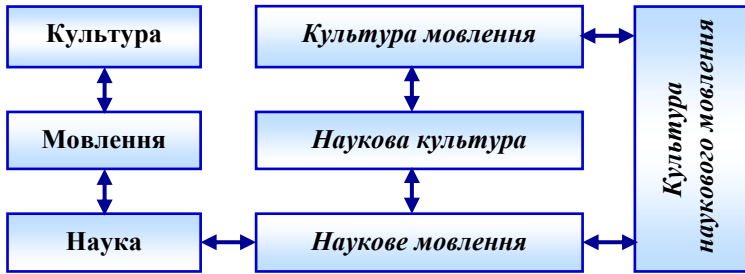 Культура
Культура мовлення
Мовлення
Наукова культура
Наука
Наукове мовлення
Культура
наукового мовлення